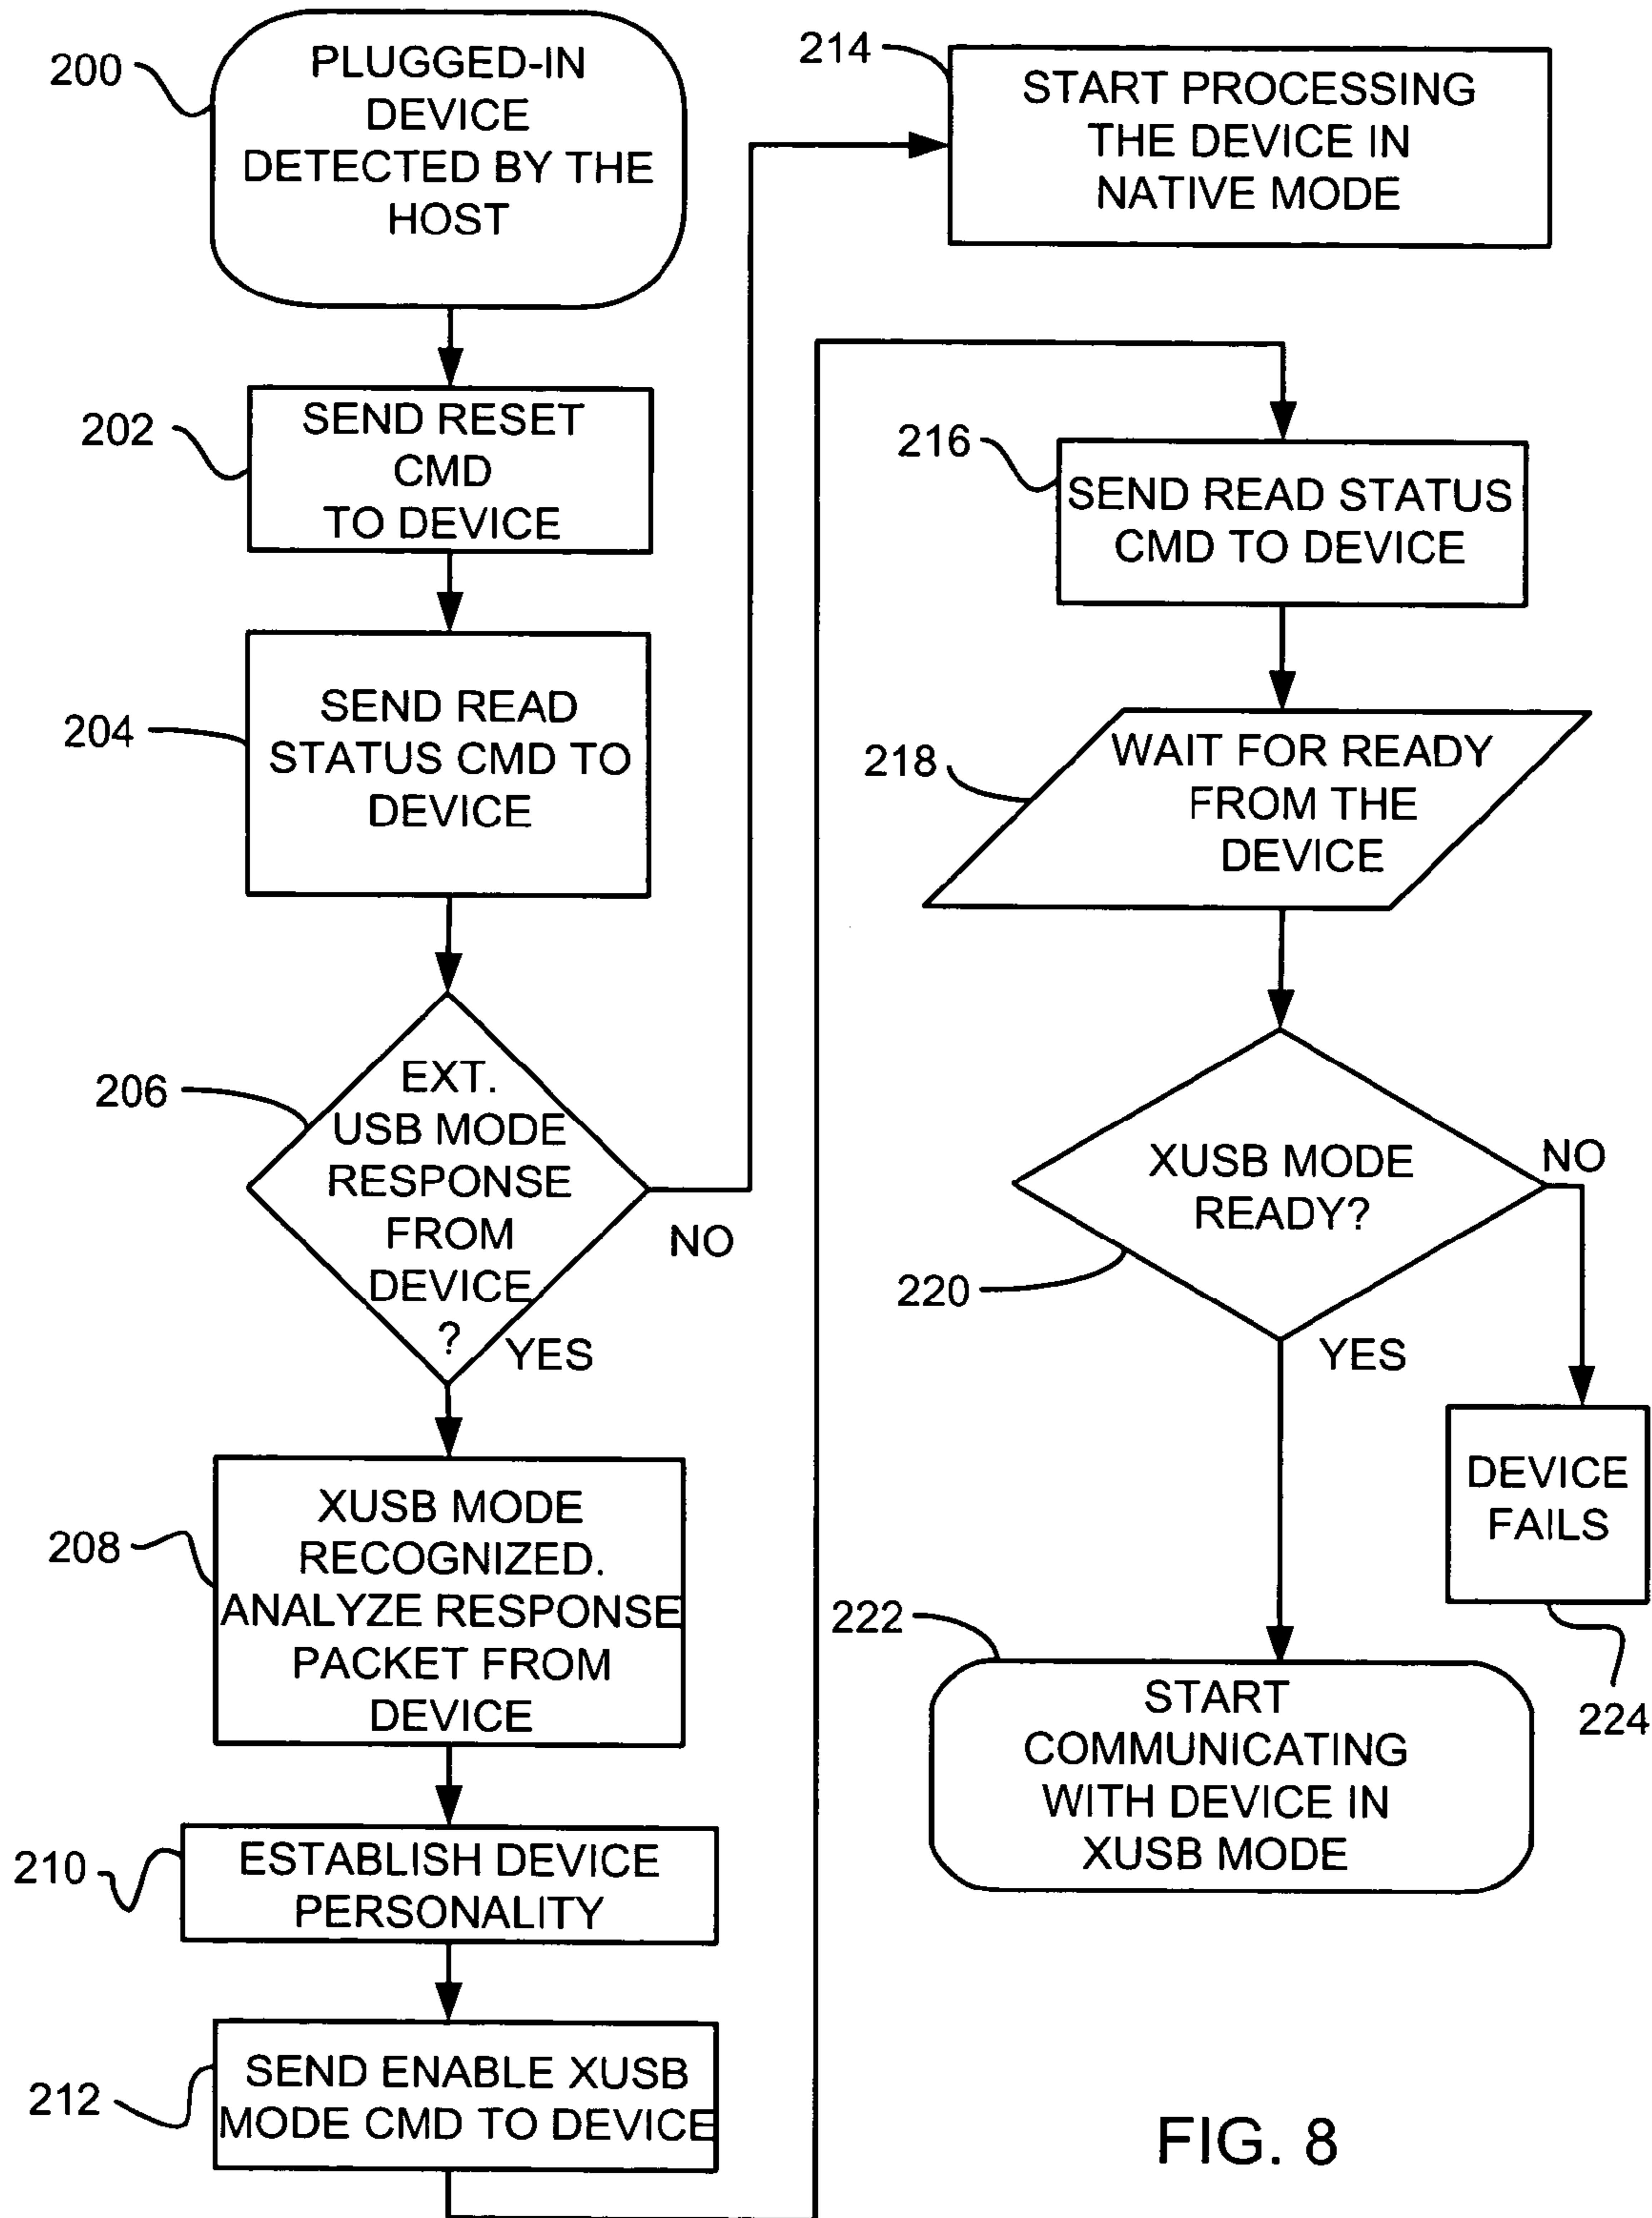 200
PLUGGED-IN
DEVICE
DETECTED BY THE
HOST
202
SEND RESET
CMD
TO DEVICE
204
SEND READ
STATUS CMD TO
DEVICE
206
EXT.
USB MODE
RESPONSE
FROM
DEVICE
?
NO
YES
208
XUSB MODE
RECOGNIZED.
ANALYZE RESPONSE
PACKET FROM
DEVICE
210
ESTABLISH DEVICE
PERSONALITY
212
SEND ENABLE XUSB
MODE CMD TO DEVICE
214
START PROCESSING
THE DEVICE IN
NATIVE MODE
216
SEND READ STATUS
CMD TO DEVICE
218
WAIT FOR READY
FROM THE
DEVICE
220
XUSB MODE
READY?
NO
YES
DEVICE
FAILS
224
222
START
COMMUNICATING
WITH DEVICE IN
XUSB MODE
FIG. 8